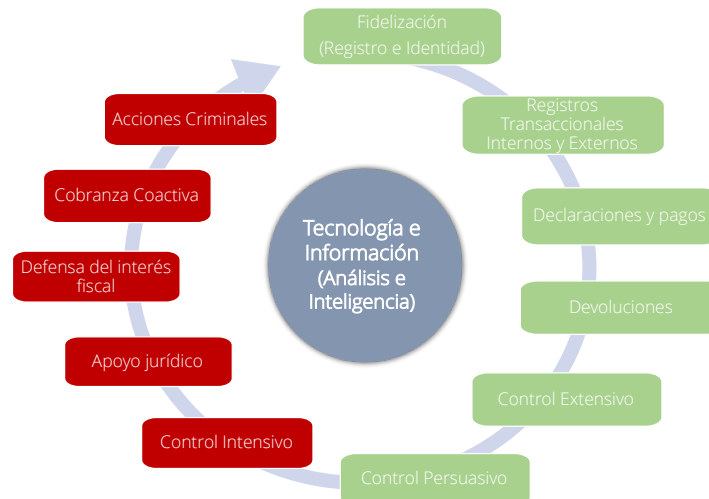 Fidelización
(Registro e Identidad)
Registros
Transaccionales
Internos y Externos
Declaraciones y pagos
Devoluciones
Control Extensivo
Control Persuasivo
Control Intensivo
Apoyo jurídico
Defensa del interés
fiscal
Cobranza Coactiva
Acciones Criminales
Tecnología e
Información
(Análisis e
Inteligencia)